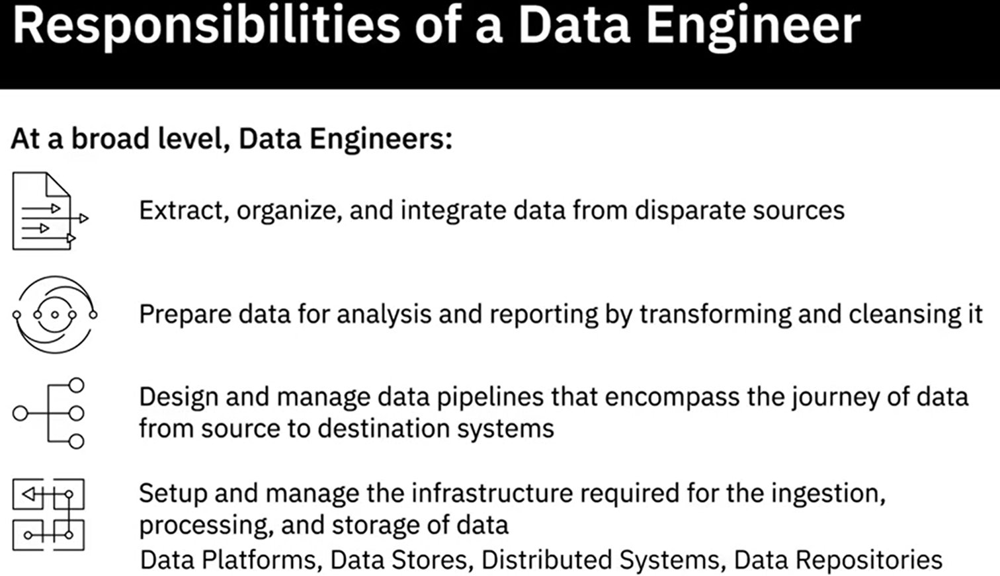 Responsibilities of a Data Engineer
At a broad level, Data Engineers:
Extract, organize, and integrate data from disparate sources
Prepare data for analysis and reporting by transforming and cleansing it
Design and manage data pipelines that encompass the journey of data
from source to destination systems
Setup and manage the infrastructure required for the ingestion,
processing, and storage of data
Data Platforms, Data Stores, Distributed Systems, Data Repositories